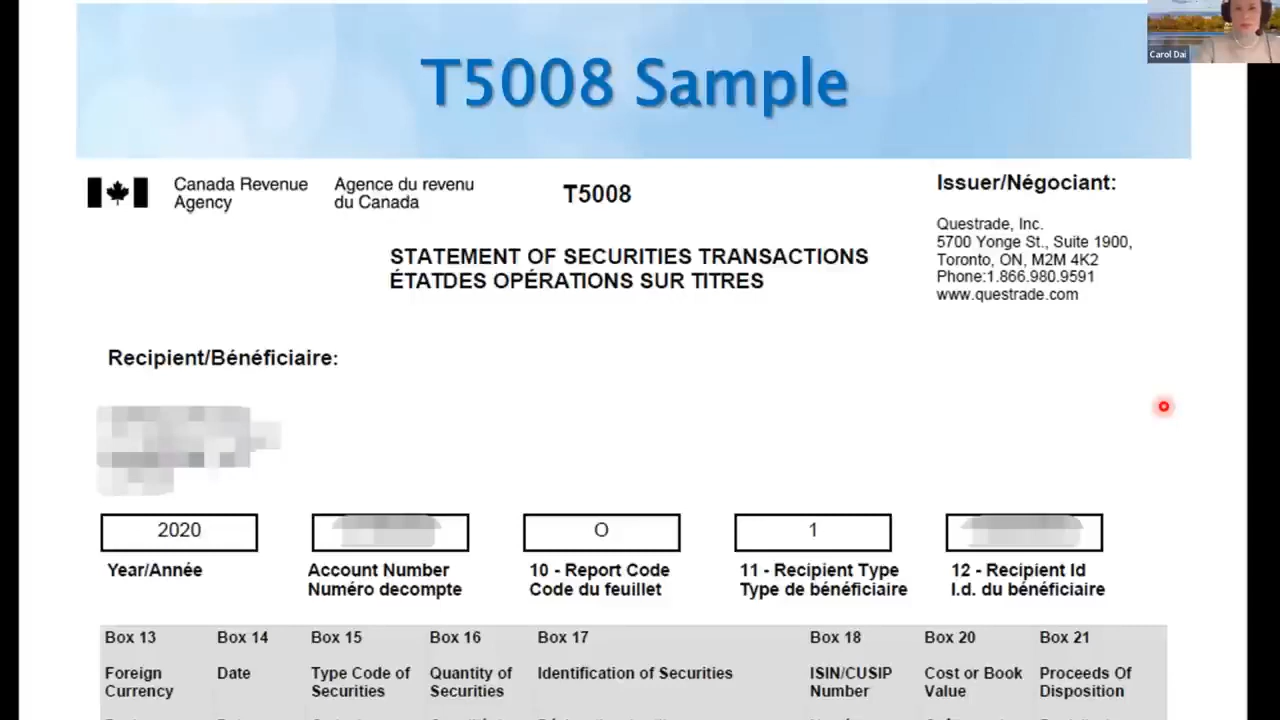 T5008 Sample
Carol Dai
Canada Revenue
Agency
Agence du revenu
du Canada
T5008
Issuer/Négociant:
Questrade, Inc.
5700 Yonge St., Suite 1900,
Toronto, ON, M2M 4K2
Phone:1.866.980.9591
www.questrade.com
STATEMENT OF SECURITIES TRANSACTIONS
ÉTATDES OPÉRATIONS SUR TITRES
Recipient/Bénéficiaire:
2020
O
1
Year/Année
Account Number
Numéro decompte
10 - Report Code
Code du feuillet
11 - Recipient Type
Type de bénéficiaire
12 - Recipient Id
I.d. du bénéficiaire
Box 13 Box 14 Box 15 Box 16 Box 17 Box 18 Box 20 Box 21
Foreign Date Type Code of Quantity of Identification of Securities ISIN/CUSIP Cost or Book Proceeds Of
Currency Securities Securities Number Value Disposition